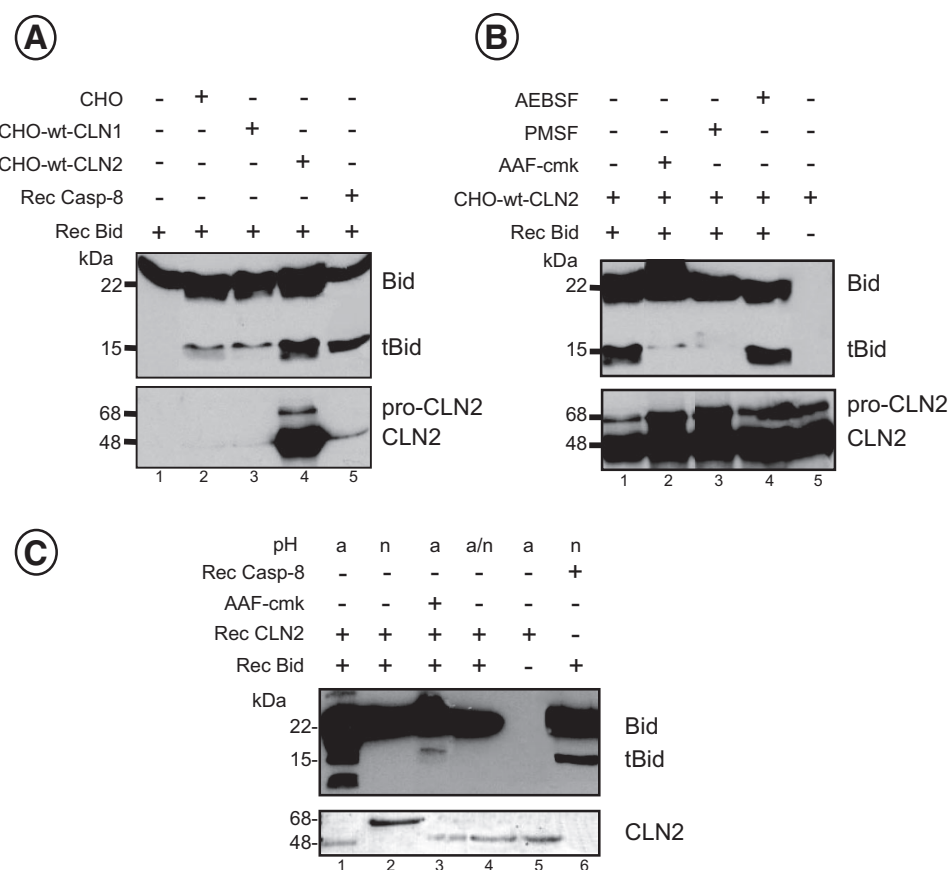 A
CHO - + - - -
CHO-wt-CLN1 - - + - -
CHO-wt-CLN2 - - - + -
Rec Casp-8 - - - - +
Rec Bid + + + + +
kDa
22 Bid
15 tBid
68 pro-CLN2
48 CLN2
1 2 3 4 5
B
AEBSF - - - + -
PMSF - - + - -
AAF-cmk - + - - -
CHO-wt-CLN2 + + + + +
Rec Bid + + + + -
kDa
22 Bid
15 tBid
68 pro-CLN2
48 CLN2
1 2 3 4 5
C
pH a n a a/n a n
Rec Casp-8 - - - - - +
AAF-cmk - - + - - -
Rec CLN2 + + + + + -
Rec Bid + + + + - +
kDa
22- Bid
15- tBid
68-
48- CLN2
1 2 3 4 5 6